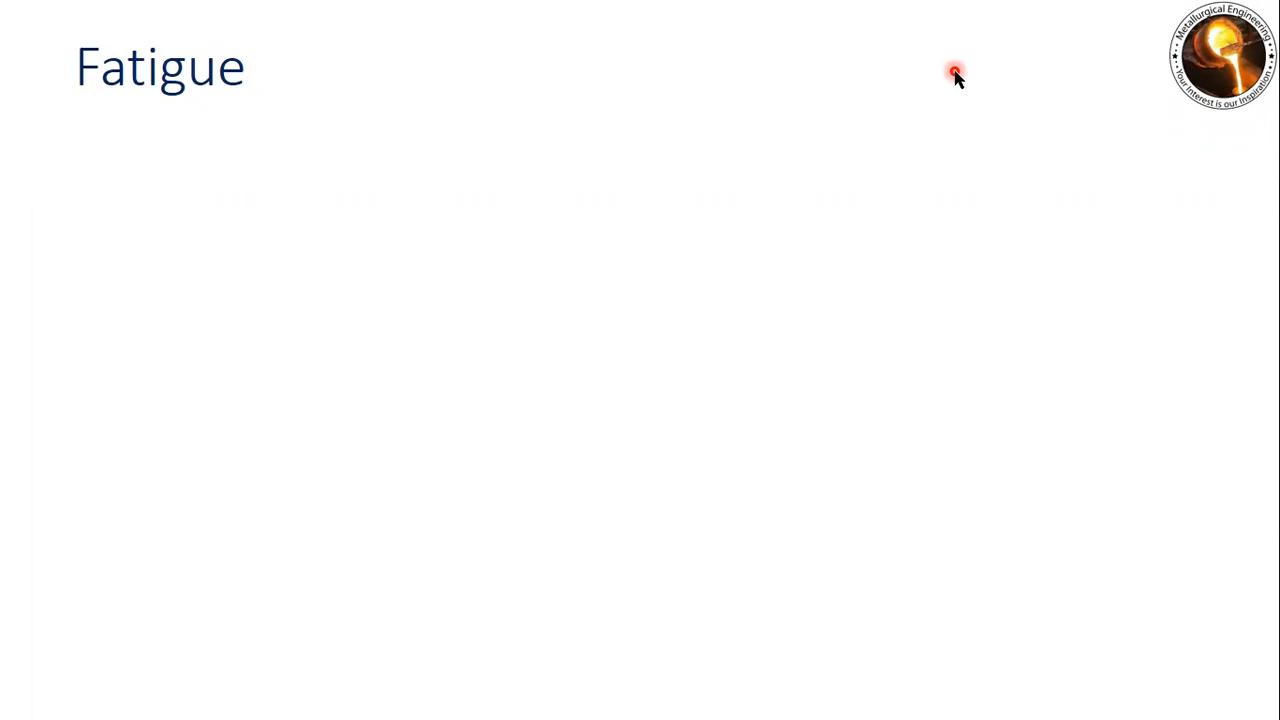 Fatigue
Metallurgical Engineering
Your Interest is our Inspiration